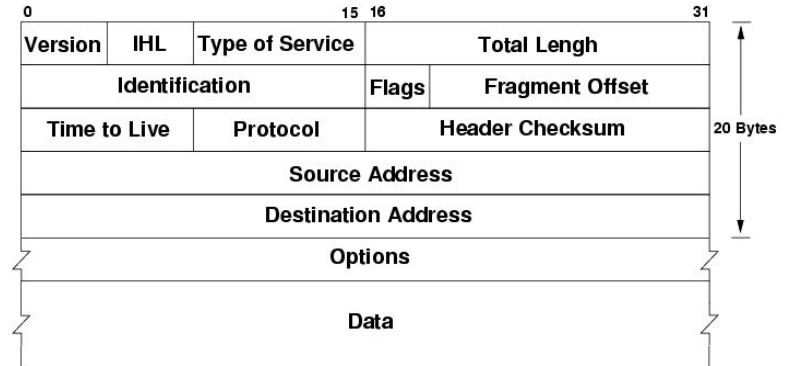 0 15 16 31
Version IHL Type of Service Total Lengh
Identification Flags Fragment Offset
Time to Live Protocol Header Checksum 20 Bytes
Source Address
Destination Address
Options
Data